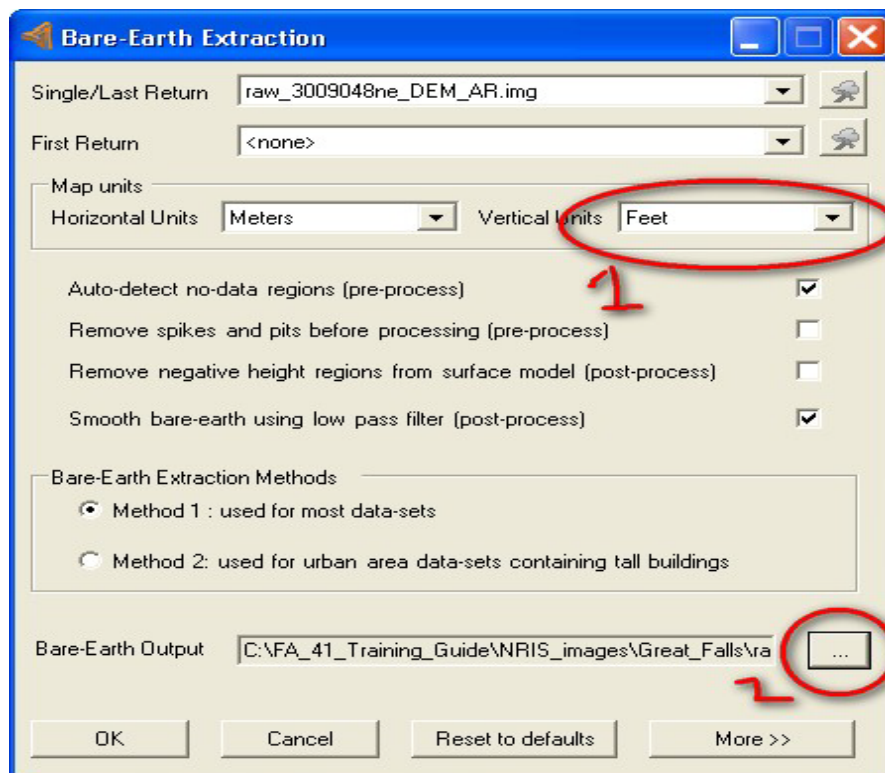 Bare-Earth Extraction
Single/Last Return raw_3009048ne_DEM_AR.img
First Return <none>
Map units
Horizontal Units Meters Vertical Units Feet
1
Auto-detect no-data regions (pre-process)
Remove spikes and pits before processing (pre-process)
Remove negative height regions from surface model (post-process)
Smooth bare-earth using low pass filter (post-process)
Bare-Earth Extraction Methods
Method 1 : used for most data-sets
Method 2: used for urban area data-sets containing tall buildings
Bare-Earth Output C:\FA_41_Training_Guide\NRIS_images\Great_Falls\ra ...
2
OK Cancel Reset to defaults More >>